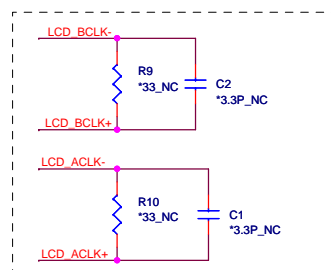 LCD_BCLK-
R9
*33_NC
C2
*3.3P_NC
LCD_BCLK+
LCD_ACLK-
R10
*33_NC
C1
*3.3P_NC
LCD_ACLK+